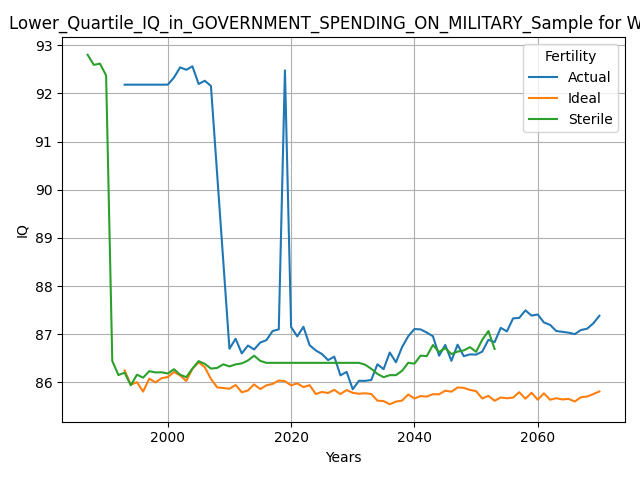 Lower_Quartile_IQ_in_GOVERNMENT_SPENDING_ON_MILITARY_Sample for W
93
92
91
90
89
88
87
86
IQ
Fertility
Actual
Ideal
Sterile
2000
2020
2040
2060
Years